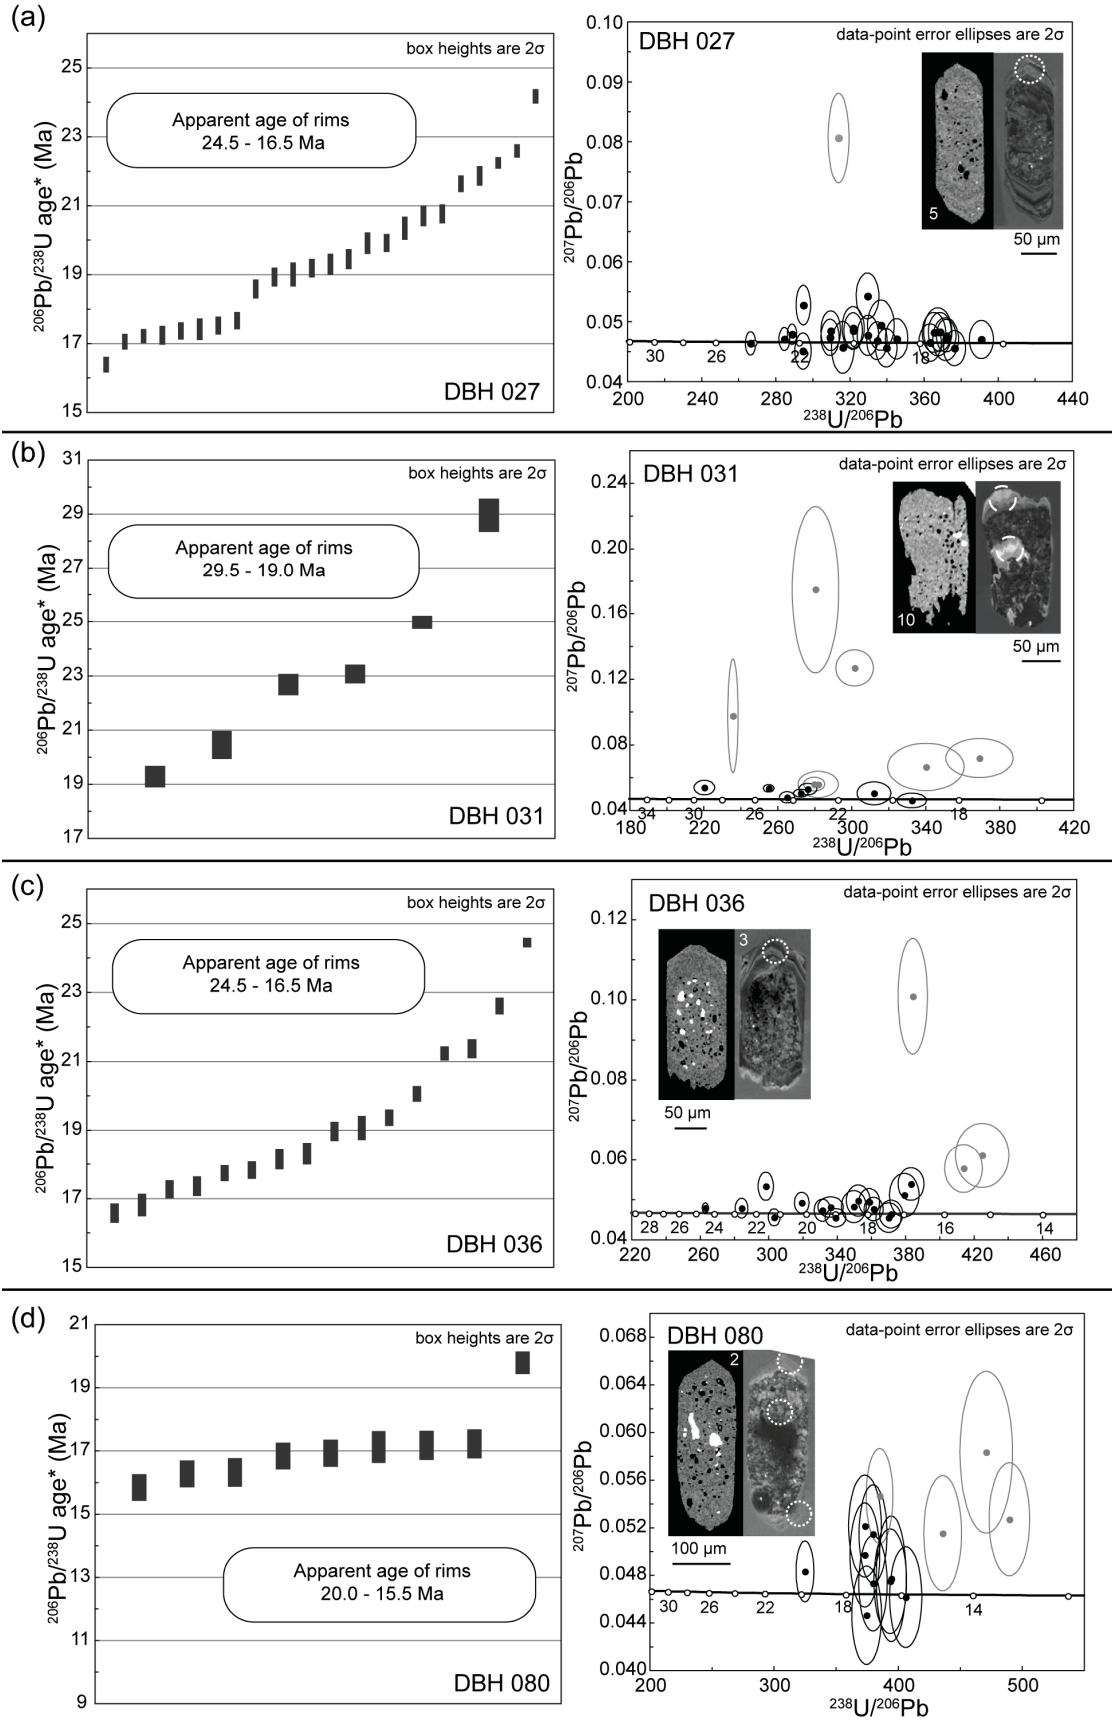 (a)
box heights are 2σ
25
23
21
19
17
15
²⁰⁶Pb/²³⁸U age* (Ma)
Apparent age of rims
24.5 - 16.5 Ma
DBH 027
DBH 027
data-point error ellipses are 2σ
0.10
0.09
0.08
0.07
0.06
0.05
0.04
²⁰⁷Pb/²⁰⁶Pb
5
50 µm
30
26
22
18
200
240
280
320
360
400
440
²³⁸U/²⁰⁶Pb
(b)
box heights are 2σ
31
29
27
25
23
21
19
17
²⁰⁶Pb/²³⁸U age* (Ma)
Apparent age of rims
29.5 - 19.0 Ma
DBH 031
DBH 031
data-point error ellipses are 2σ
0.24
0.20
0.16
0.12
0.08
0.04
²⁰⁷Pb/²⁰⁶Pb
10
50 µm
34
30
26
22
18
180
220
260
300
340
380
420
²³⁸U/²⁰⁶Pb
(c)
box heights are 2σ
25
23
21
19
17
15
²⁰⁶Pb/²³⁸U age* (Ma)
Apparent age of rims
24.5 - 16.5 Ma
DBH 036
DBH 036
data-point error ellipses are 2σ
0.12
0.10
0.08
0.06
0.04
²⁰⁷Pb/²⁰⁶Pb
3
50 µm
28
26
24
22
20
18
16
14
220
260
300
340
380
420
460
²³⁸U/²⁰⁶Pb
(d)
box heights are 2σ
21
19
17
15
13
11
9
²⁰⁶Pb/²³⁸U age* (Ma)
Apparent age of rims
20.0 - 15.5 Ma
DBH 080
DBH 080
data-point error ellipses are 2σ
0.068
0.064
0.060
0.056
0.052
0.048
0.044
0.040
²⁰⁷Pb/²⁰⁶Pb
2
100 µm
30
26
22
18
14
200
300
400
500
²³⁸U/²⁰⁶Pb